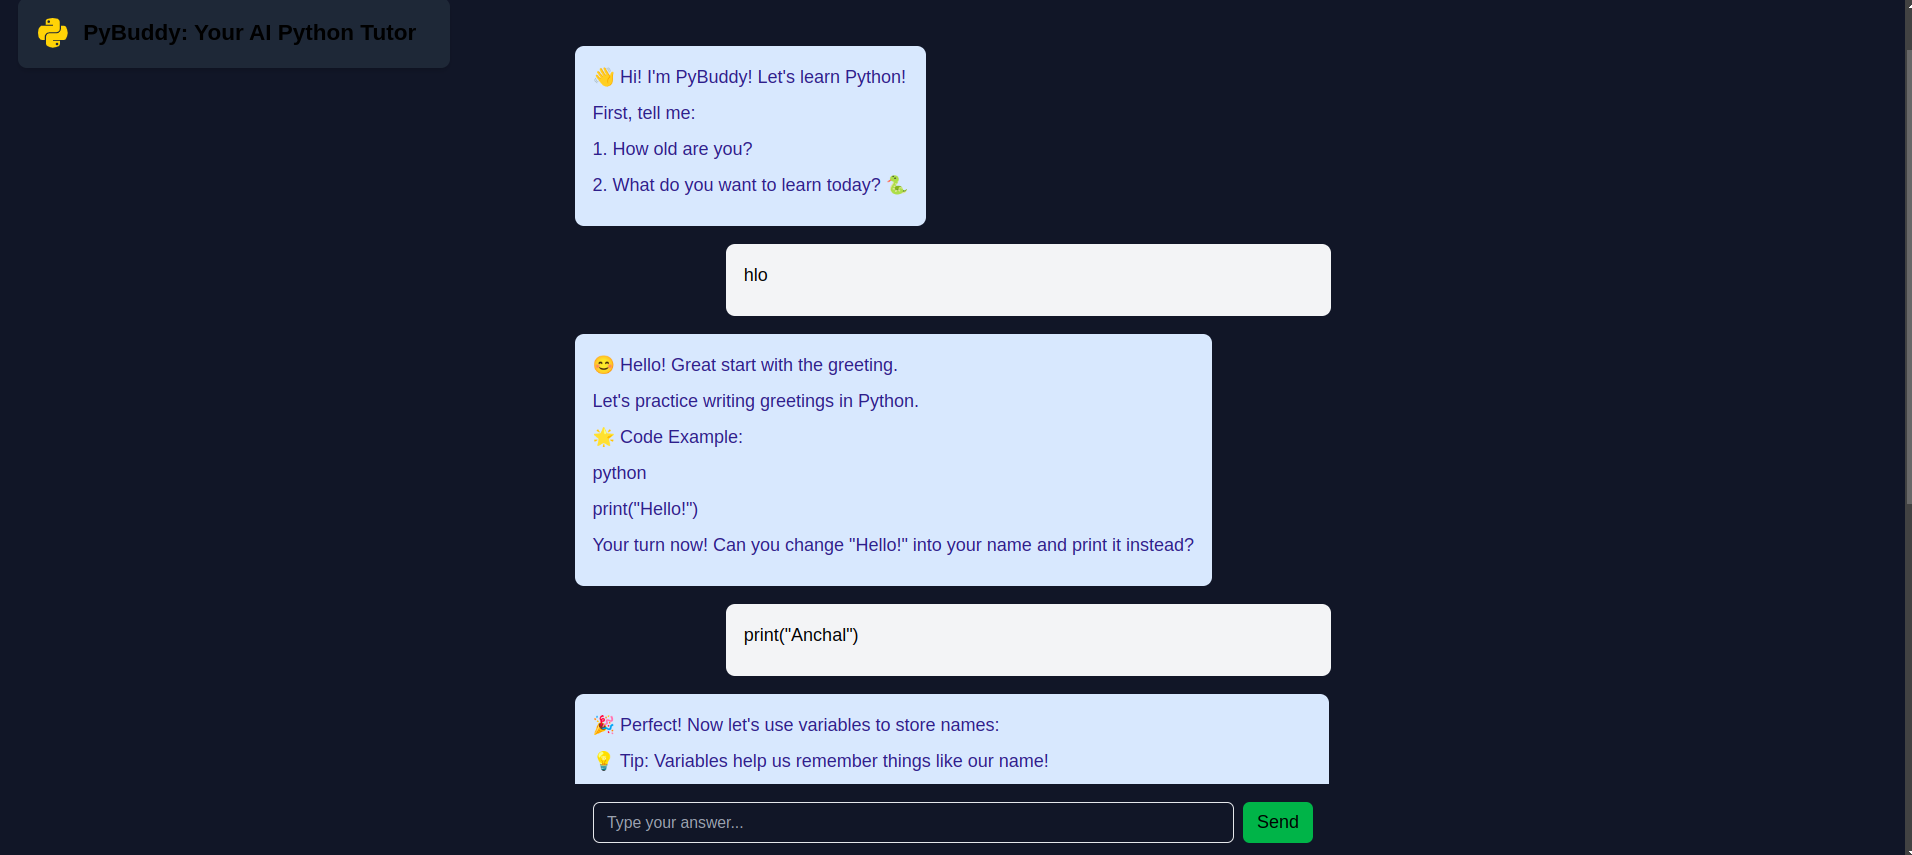 PyBuddy: Your AI Python Tutor
👋 Hi! I'm PyBuddy! Let's learn Python!
First, tell me:
1. How old are you?
2. What do you want to learn today? 🐍
hlo
😊 Hello! Great start with the greeting.
Let's practice writing greetings in Python.
🌟 Code Example:
python
print("Hello!")
Your turn now! Can you change "Hello!" into your name and print it instead?
print("Anchal")
🎉 Perfect! Now let's use variables to store names:
💡 Tip: Variables help us remember things like our name!
Type your answer...
Send